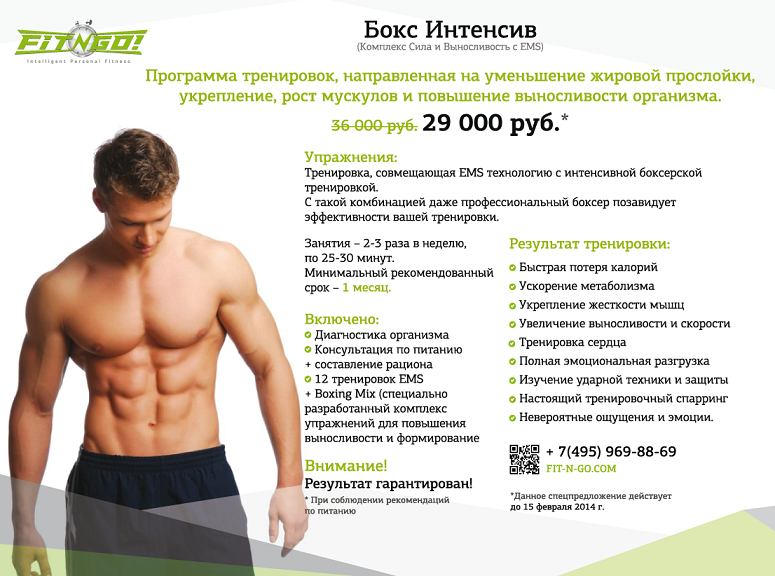 FiTNGO!
Intelligent Personal Fitness
Бокс Интенсив
(Комплекс Сила и Выносливость с EMS)
Программа тренировок, направленная на уменьшение жировой прослойки,
укрепление, рост мускулов и повышение выносливости организма.
36 000 руб. 29 000 руб.*
Упражнения:
Тренировка, совмещающая EMS технологию с интенсивной боксерской
тренировкой.
С такой комбинацией даже профессиональный боксер позавидует
эффективности вашей тренировки.
Занятия – 2-3 раза в неделю,
по 25-30 минут.
Минимальный рекомендованный
срок – 1 месяц.
Включено:
Диагностика организма
Консультация по питанию
+ составление рациона
12 тренировок EMS
+ Boxing Mix (специально
разработанный комплекс
упражнений для повышения
выносливости и формирование
Внимание!
Результат гарантирован!
* При соблюдении рекомендаций
по питанию
Результат тренировки:
Быстрая потеря калорий
Ускорение метаболизма
Укрепление жесткости мышц
Увеличение выносливости и скорости
Тренировка сердца
Полная эмоциональная разгрузка
Изучение ударной техники и защиты
Настоящий тренировочный спарринг
Невероятные ощущения и эмоции.
+ 7(495) 969-88-69
FIT-N-GO.COM
*Данное спецпредложение действует
до 15 февраля 2014 г.